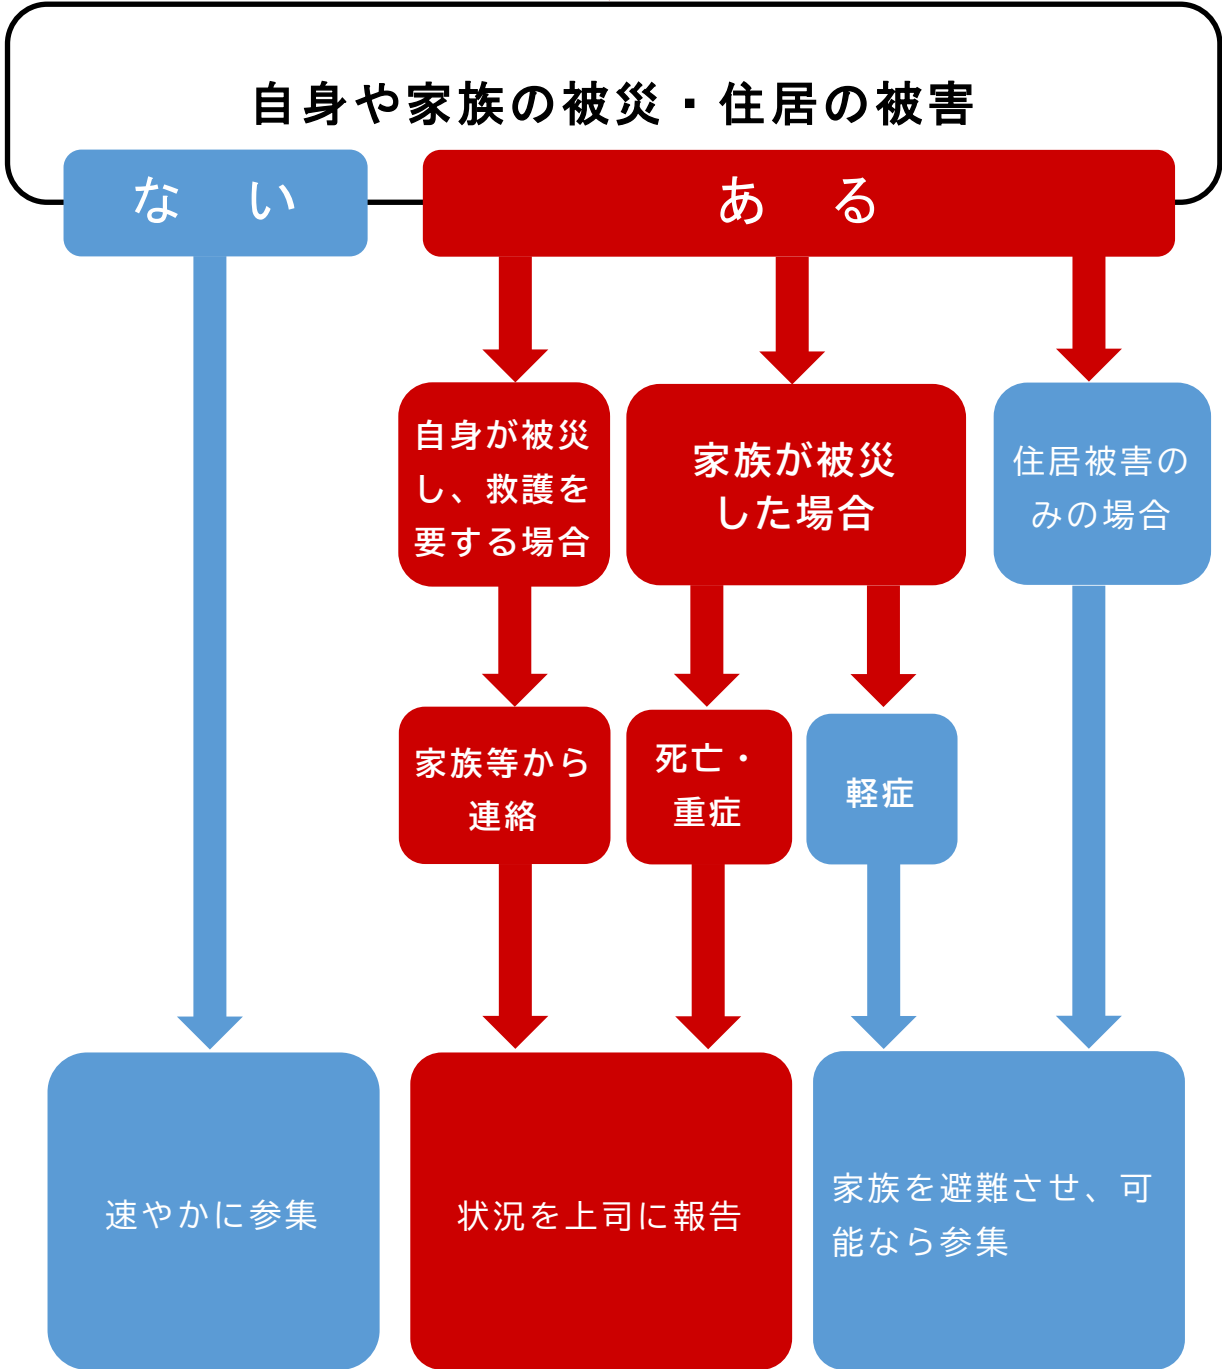 自身や家族の被災・住居の被害
な い
あ る
自身が被災
し、救護を
要する場合
家族が被災
した場合
住居被害の
みの場合
家族等から
連絡
死亡・
重症
軽症
速やかに参集
状況を上司に報告
家族を避難させ、可
能なら参集